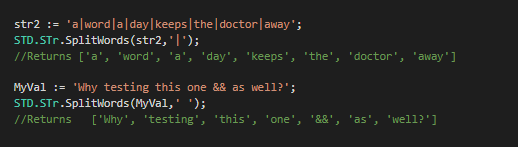 str2 := 'a|word|a|day|keeps|the|doctor|away';
STD.STr.SplitWords(str2,'|');
//Returns ['a', 'word', 'a', 'day', 'keeps', 'the', 'doctor', 'away']
MyVal := 'Why testing this one && as well?';
STD.STr.SplitWords(MyVal,' ');
//Returns   ['Why', 'testing', 'this', 'one', '&&', 'as', 'well?']